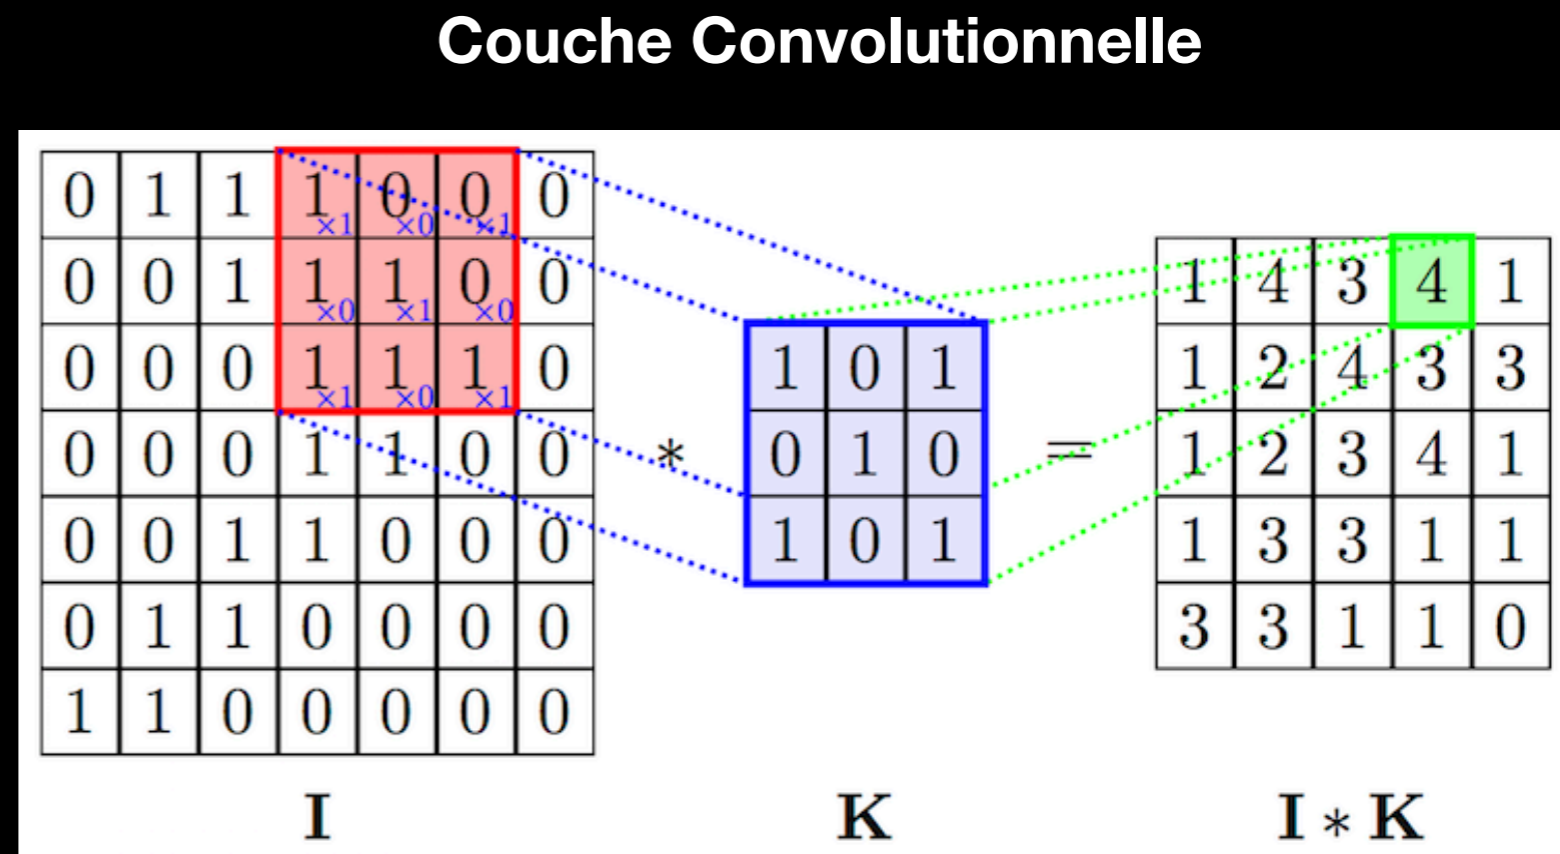 Couche Convolutionnelle
0 1 1 1 0 0 0
×1 ×0 ×1
0 0 1 1 1 0 0
×0 ×1 ×0
0 0 0 1 1 1 0
×1 ×0 ×1
0 0 0 1 1 0 0
0 0 1 1 0 0 0
0 1 1 0 0 0 0
1 1 0 0 0 0 0
I
*
1 0 1
0 1 0
1 0 1
K
=
1 4 3 4 1
1 2 4 3 3
1 2 3 4 1
1 3 3 1 1
3 3 1 1 0
I * K